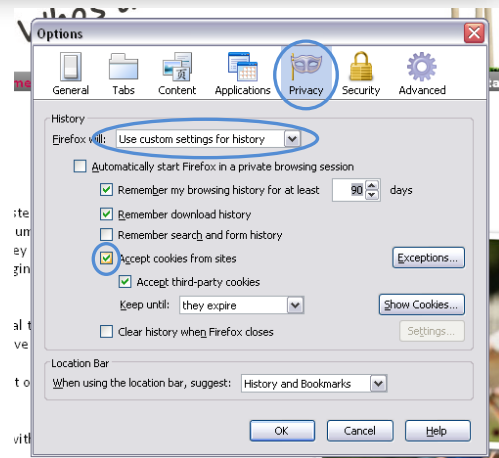 Options
General Tabs Content Applications Privacy Security Advanced
History
Firefox will: Use custom settings for history
Automatically start Firefox in a private browsing session
Remember my browsing history for at least 90 days
Remember download history
Remember search and form history
Accept cookies from sites Exceptions...
Accept third-party cookies
Keep until: they expire Show Cookies...
Clear history when Firefox closes Settings...
Location Bar
When using the location bar, suggest: History and Bookmarks
OK Cancel Help